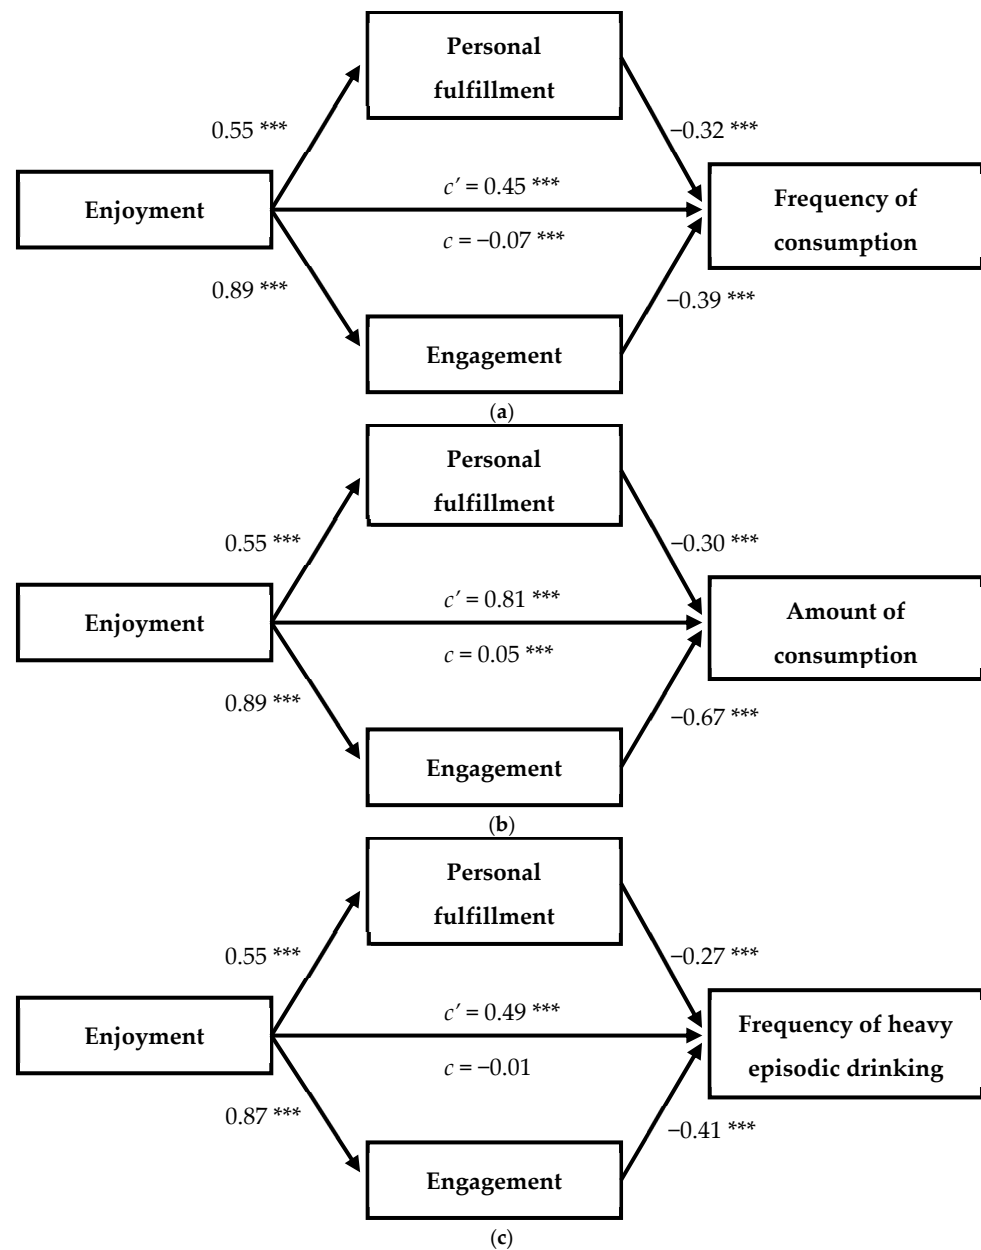 Personal
fulfillment
0.55 ***
−0.32 ***
c′ = 0.45 ***
Enjoyment
Frequency of
consumption
c = −0.07 ***
0.89 ***
−0.39 ***
Engagement
(a)
Personal
fulfillment
0.55 ***
−0.30 ***
c′ = 0.81 ***
Enjoyment
Amount of
consumption
c = 0.05 ***
0.89 ***
−0.67 ***
Engagement
(b)
Personal
fulfillment
0.55 ***
−0.27 ***
c′ = 0.49 ***
Enjoyment
Frequency of heavy
episodic drinking
c = −0.01
0.87 ***
−0.41 ***
Engagement
(c)